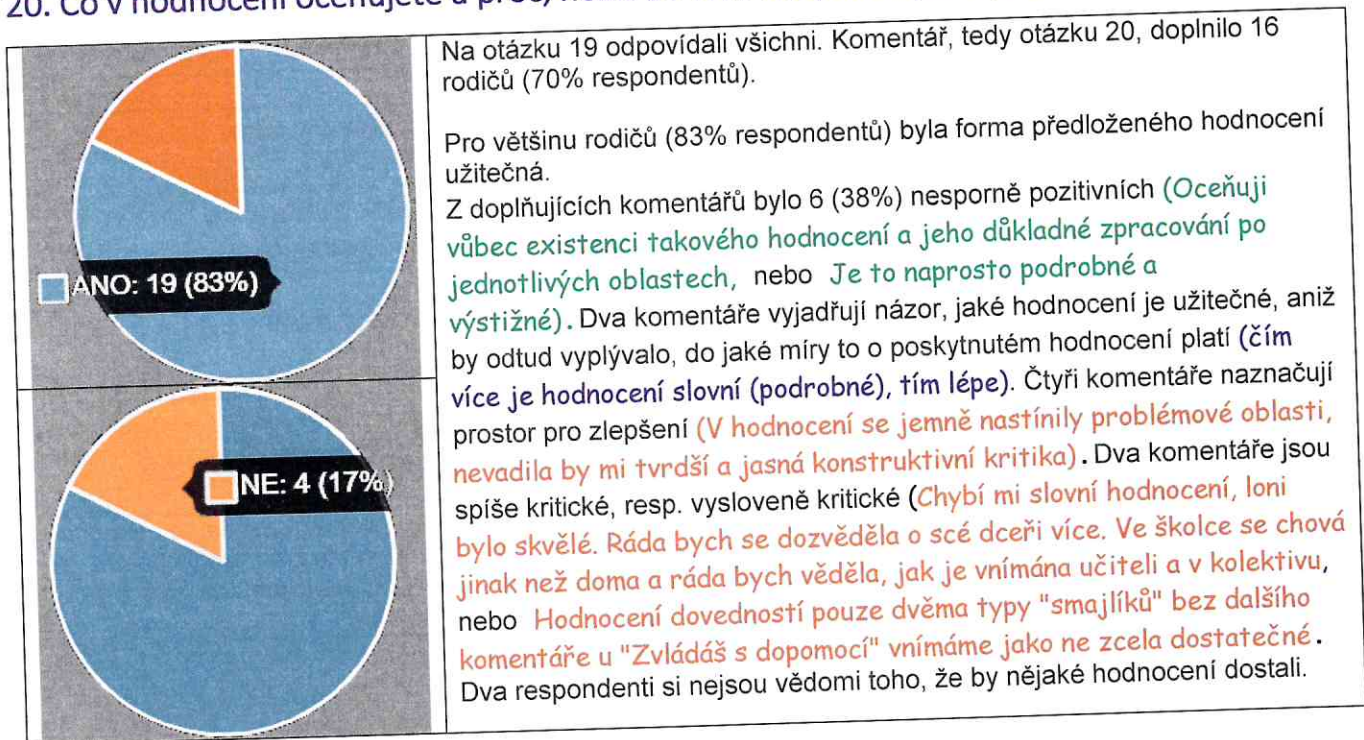 20. Co v hodnocení oceňujete a proč,
Na otázku 19 odpovídali všichni. Komentář, tedy otázku 20, doplnilo 16
rodičů (70% respondentů).
Pro většinu rodičů (83% respondentů) byla forma předloženého hodnocení
užitečná.
Z doplňujících komentářů bylo 6 (38%) nesporně pozitivních (Oceňuji
vůbec existenci takového hodnocení a jeho důkladné zpracování po
jednotlivých oblastech, nebo Je to naprosto podrobné a
výstižné). Dva komentáře vyjadřují názor, jaké hodnocení je užitečné, aniž
by odtud vyplývalo, do jaké míry to o poskytnutém hodnocení platí (čím
více je hodnocení slovní (podrobné), tím lépe). Čtyři komentáře naznačují
prostor pro zlepšení (V hodnocení se jemně nastínily problémové oblasti,
nevadila by mi tvrdší a jasná konstruktivní kritika). Dva komentáře jsou
spíše kritické, resp. vysloveně kritické (Chybí mi slovní hodnocení, loni
bylo skvělé. Ráda bych se dozvěděla o scé dceři více. Ve školce se chová
jinak než doma a ráda bych věděla, jak je vnímána učiteli a v kolektivu,
nebo Hodnocení dovedností pouze dvěma typy "smajlíků" bez dalšího
komentáře u "Zvládáš s dopomocí" vnímáme jako ne zcela dostatečné.
Dva respondenti si nejsou vědomi toho, že by nějaké hodnocení dostali.
ANO: 19 (83%)
NE: 4 (17%)